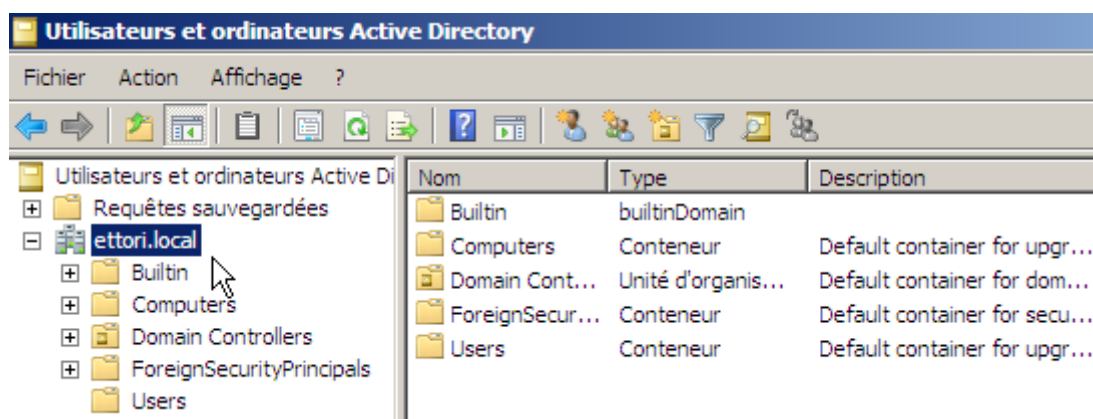 Utilisateurs et ordinateurs Active Directory
Fichier Action Affichage ?
Utilisateurs et ordinateurs Active Di
Requêtes sauvegardées
ettori.local
Builtin
Computers
Domain Controllers
ForeignSecurityPrincipals
Users
Nom Type Description
Builtin builtinDomain
Computers Conteneur Default container for upgr...
Domain Cont... Unité d'organis... Default container for dom...
ForeignSecur... Conteneur Default container for secu...
Users Conteneur Default container for upgr...